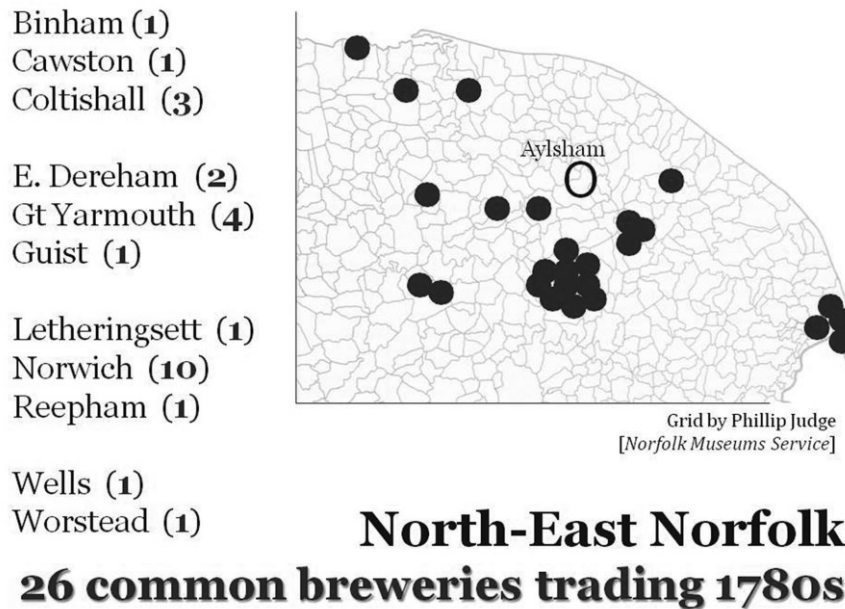 Binham (1)
Cawston (1)
Coltishall (3)
E. Dereham (2)
Gt Yarmouth (4)
Guist (1)
Letheringsett (1)
Norwich (10)
Reepham (1)
Wells (1)
Worstead (1)
Aylsham
Grid by Phillip Judge
[Norfolk Museums Service]
North-East Norfolk
26 common breweries trading 1780s